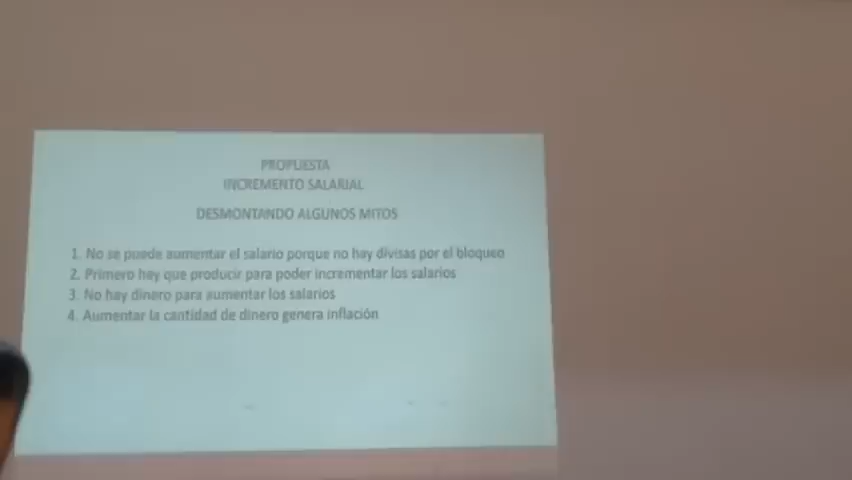 PROPUESTA
INCREMENTO SALARIAL
DESMONTANDO ALGUNOS MITOS
1. No se puede aumentar el salario porque no hay divisas por el bloqueo
2. Primero hay que producir para poder incrementar los salarios
3. No hay dinero para aumentar los salarios
4. Aumentar la cantidad de dinero genera inflación